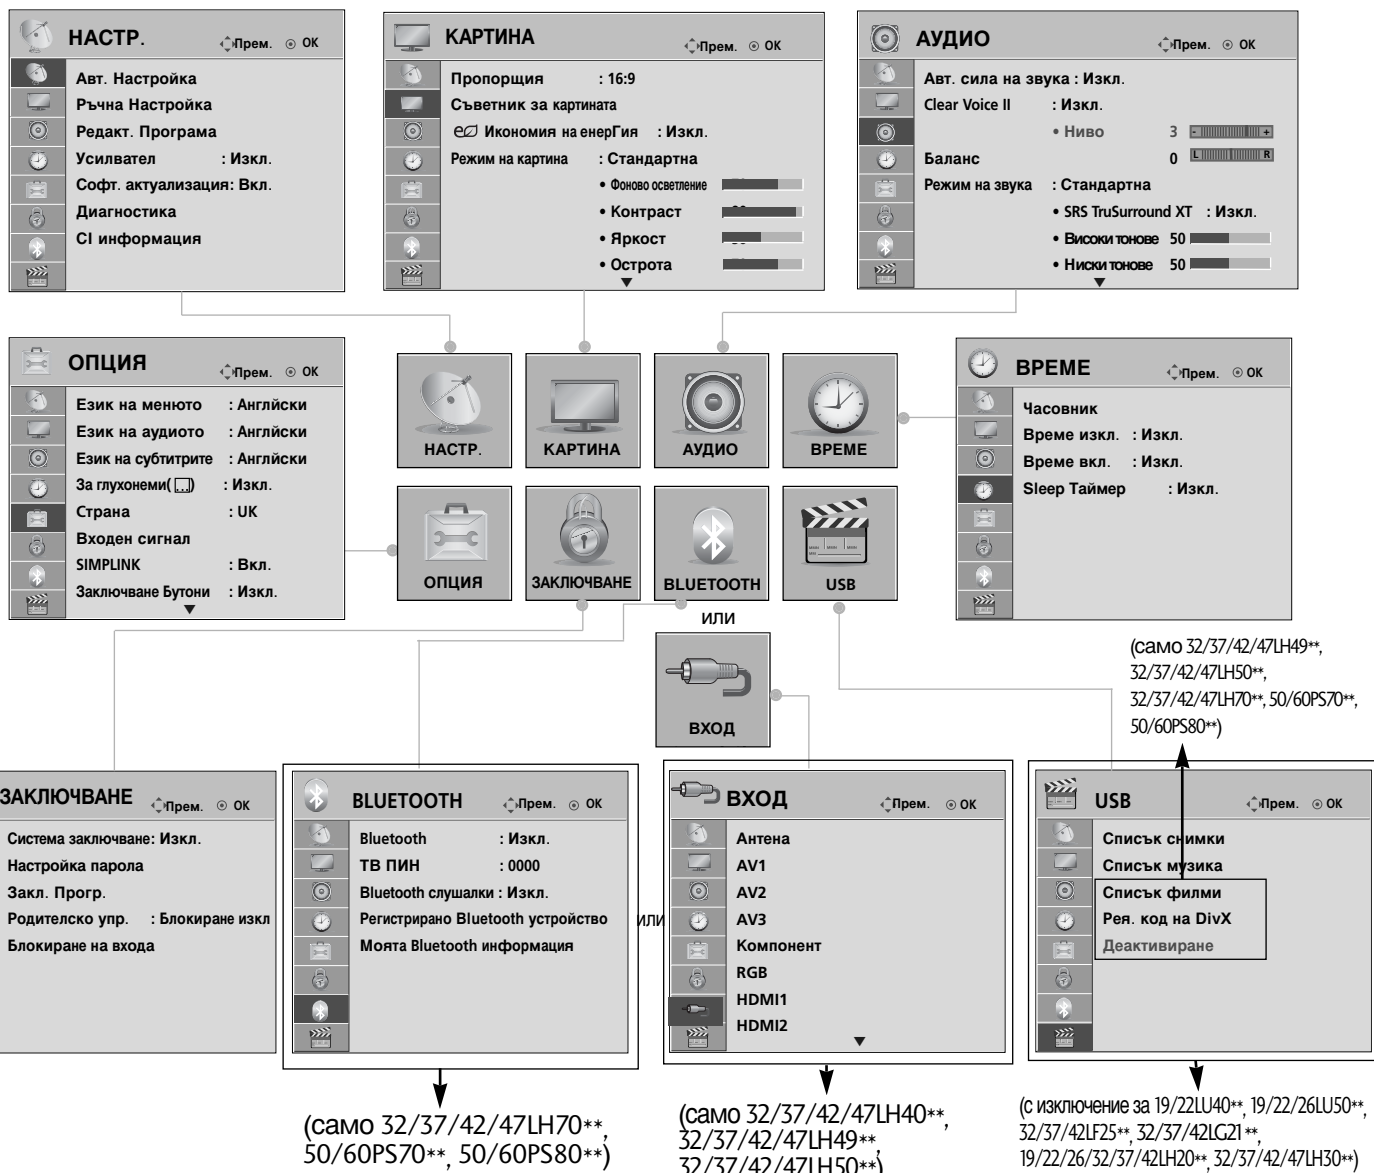 НАСТР.
Прем. OK
Авт. Настройка
Ръчна Настройка
Редакт. Програма
Усилвател : Изкл.
Софт. актуализация: Вкл.
Диагностика
CI информация
КАРТИНА
Прем. OK
Пропорщия : 16:9
Съветник за картината
Икономия на енерГия : Изкл.
Режим на картина : Стандартна
• Фоново осветление
• Контраст
• Яркост
• Острота
▼
АУДИО
Прем. OK
Авт. сила на звука : Изкл.
Clear Voice II : Изкл.
• Ниво 3 - +
Баланс 0 L R
Режим на звука : Стандартна
• SRS TruSurround XT : Изкл.
• Високи тонове 50
• Ниски тонове 50
▼
ОПЦИЯ
Прем. OK
Език на менюто : Англйски
Език на аудиото : Англйски
Език на субтитрите : Англйски
За глухонеми( ) : Изкл.
Страна : UK
Входен сигнал
SIMPLINK : Вкл.
Заключване Бутони : Изкл.
▼
НАСТР.
КАРТИНА
АУДИО
ВРЕМЕ
ОПЦИЯ
ЗАКЛЮЧВАНЕ
BLUETOOTH
USB
или
ВХОД
ВРЕМЕ
Прем. OK
Часовник
Време изкл. : Изкл.
Време вкл. : Изкл.
Sleep Таймер : Изкл.
(само 32/37/42/47LH49**,
32/37/42/47LH50**,
32/37/42/47LH70**, 50/60PS70**,
50/60PS80**)
ЗАКЛЮЧВАНЕ
Прем. OK
Система заключване: Изкл.
Настройка парола
Закл. Прогр.
Родителско упр. : Блокиране изкл
Блокиране на входа
BLUETOOTH
Прем. OK
Bluetooth : Изкл.
ТВ ПИН : 0000
Bluetooth слушалки : Изкл.
Регистрирано Bluetooth устройство
Моята Bluetooth информация
или
ВХОД
Прем. OK
Антена
AV1
AV2
AV3
Компонент
RGB
HDMI1
HDMI2
▼
USB
Прем. OK
Списък снимки
Списък музика
Списък филми
Рея. код на DivX
Деактивиране
(само 32/37/42/47LH70**,
50/60PS70**, 50/60PS80**)
(само 32/37/42/47LH40**,
32/37/42/47LH49**,
32/37/42/47LH50**)
(с изключение за 19/22LU40**, 19/22/26LU50**,
32/37/42LF25**, 32/37/42LG21**,
19/22/26/32/37/42LH20**, 32/37/42/47LH30**)